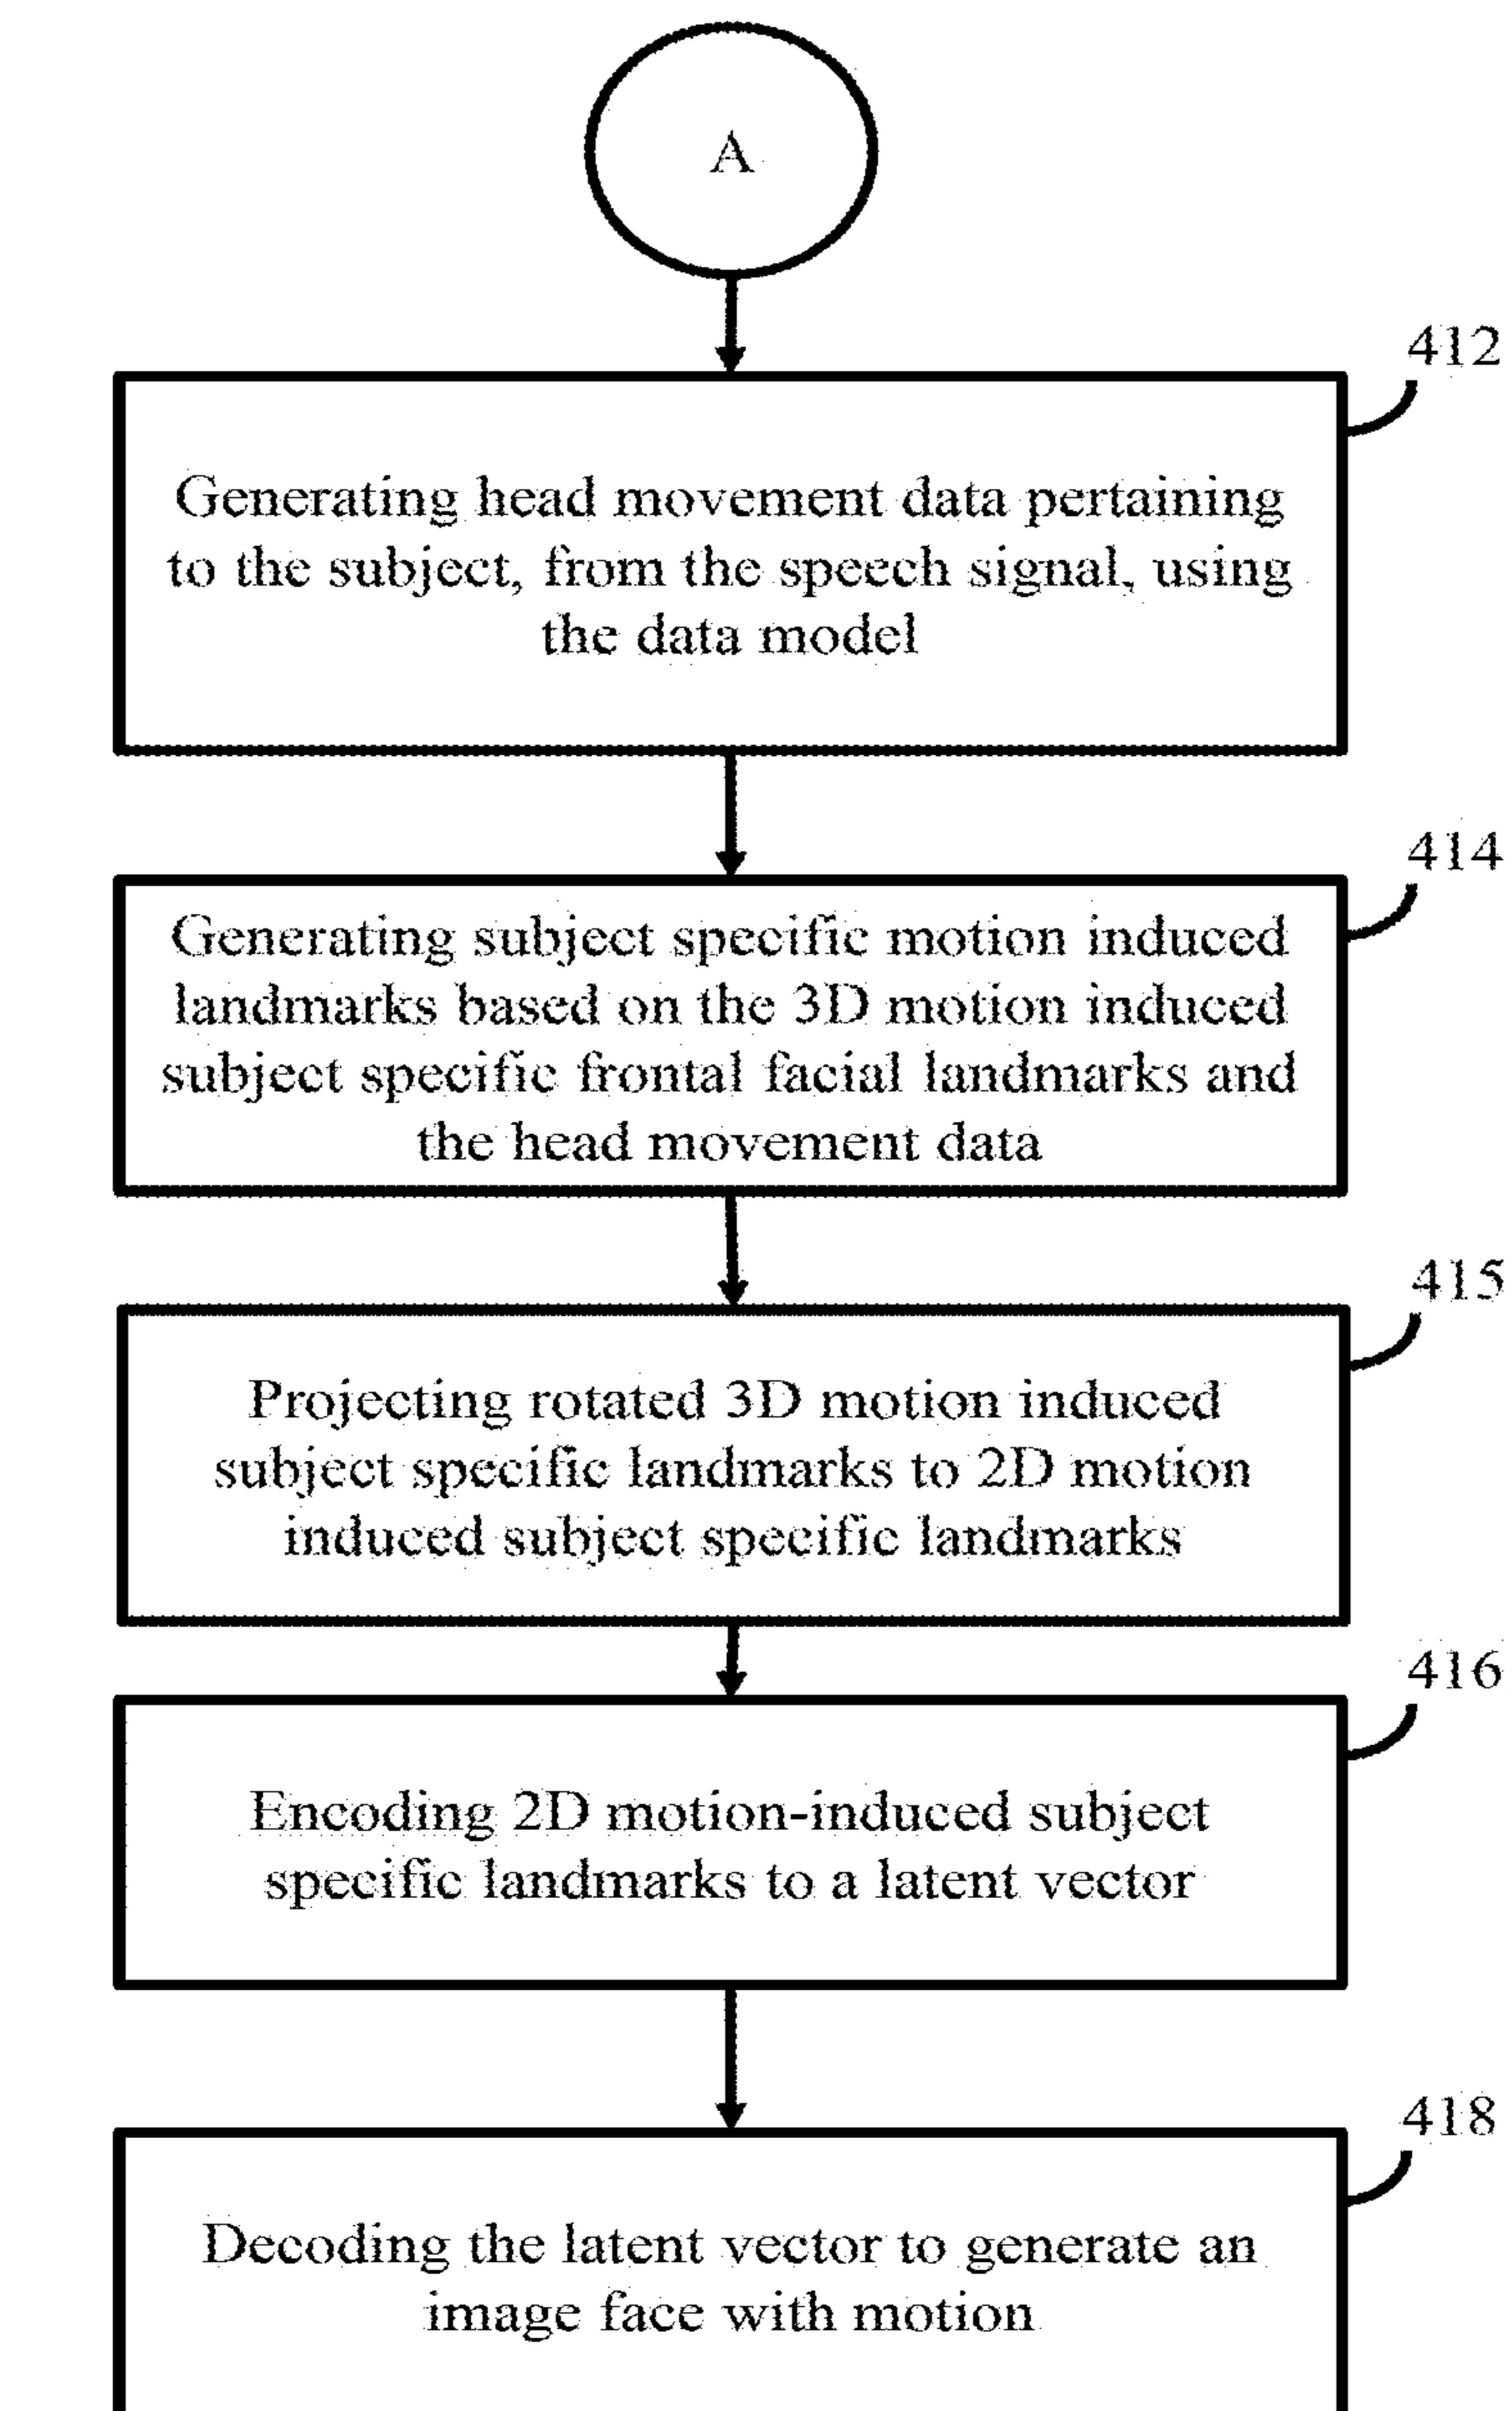 A
412
Generating head movement data pertaining
to the subject, from the speech signal, using
the data model
414
Generating subject specific motion induced
landmarks based on the 3D motion induced
subject specific frontal facial landmarks and
the head movement data
415
Projecting rotated 3D motion induced
subject specific landmarks to 2D motion
induced subject specific landmarks
416
Encoding 2D motion-induced subject
specific landmarks to a latent vector
418
Decoding the latent vector to generate an
image face with motion